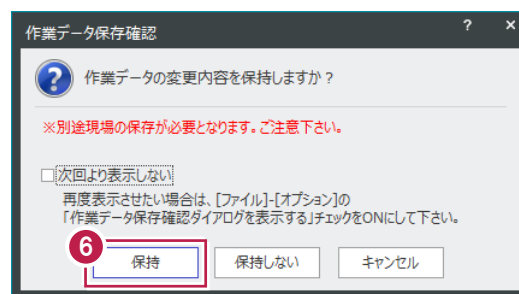 作業データ保存確認 ? ×
作業データの変更内容を保持しますか？
※別途現場の保存が必要となります。ご注意下さい。
次回より表示しない
再度表示させたい場合は、[ファイル]-[オプション]の
「作業データ保存確認ダイアログを表示する」チェックをONにして下さい。
6
保持 保持しない キャンセル